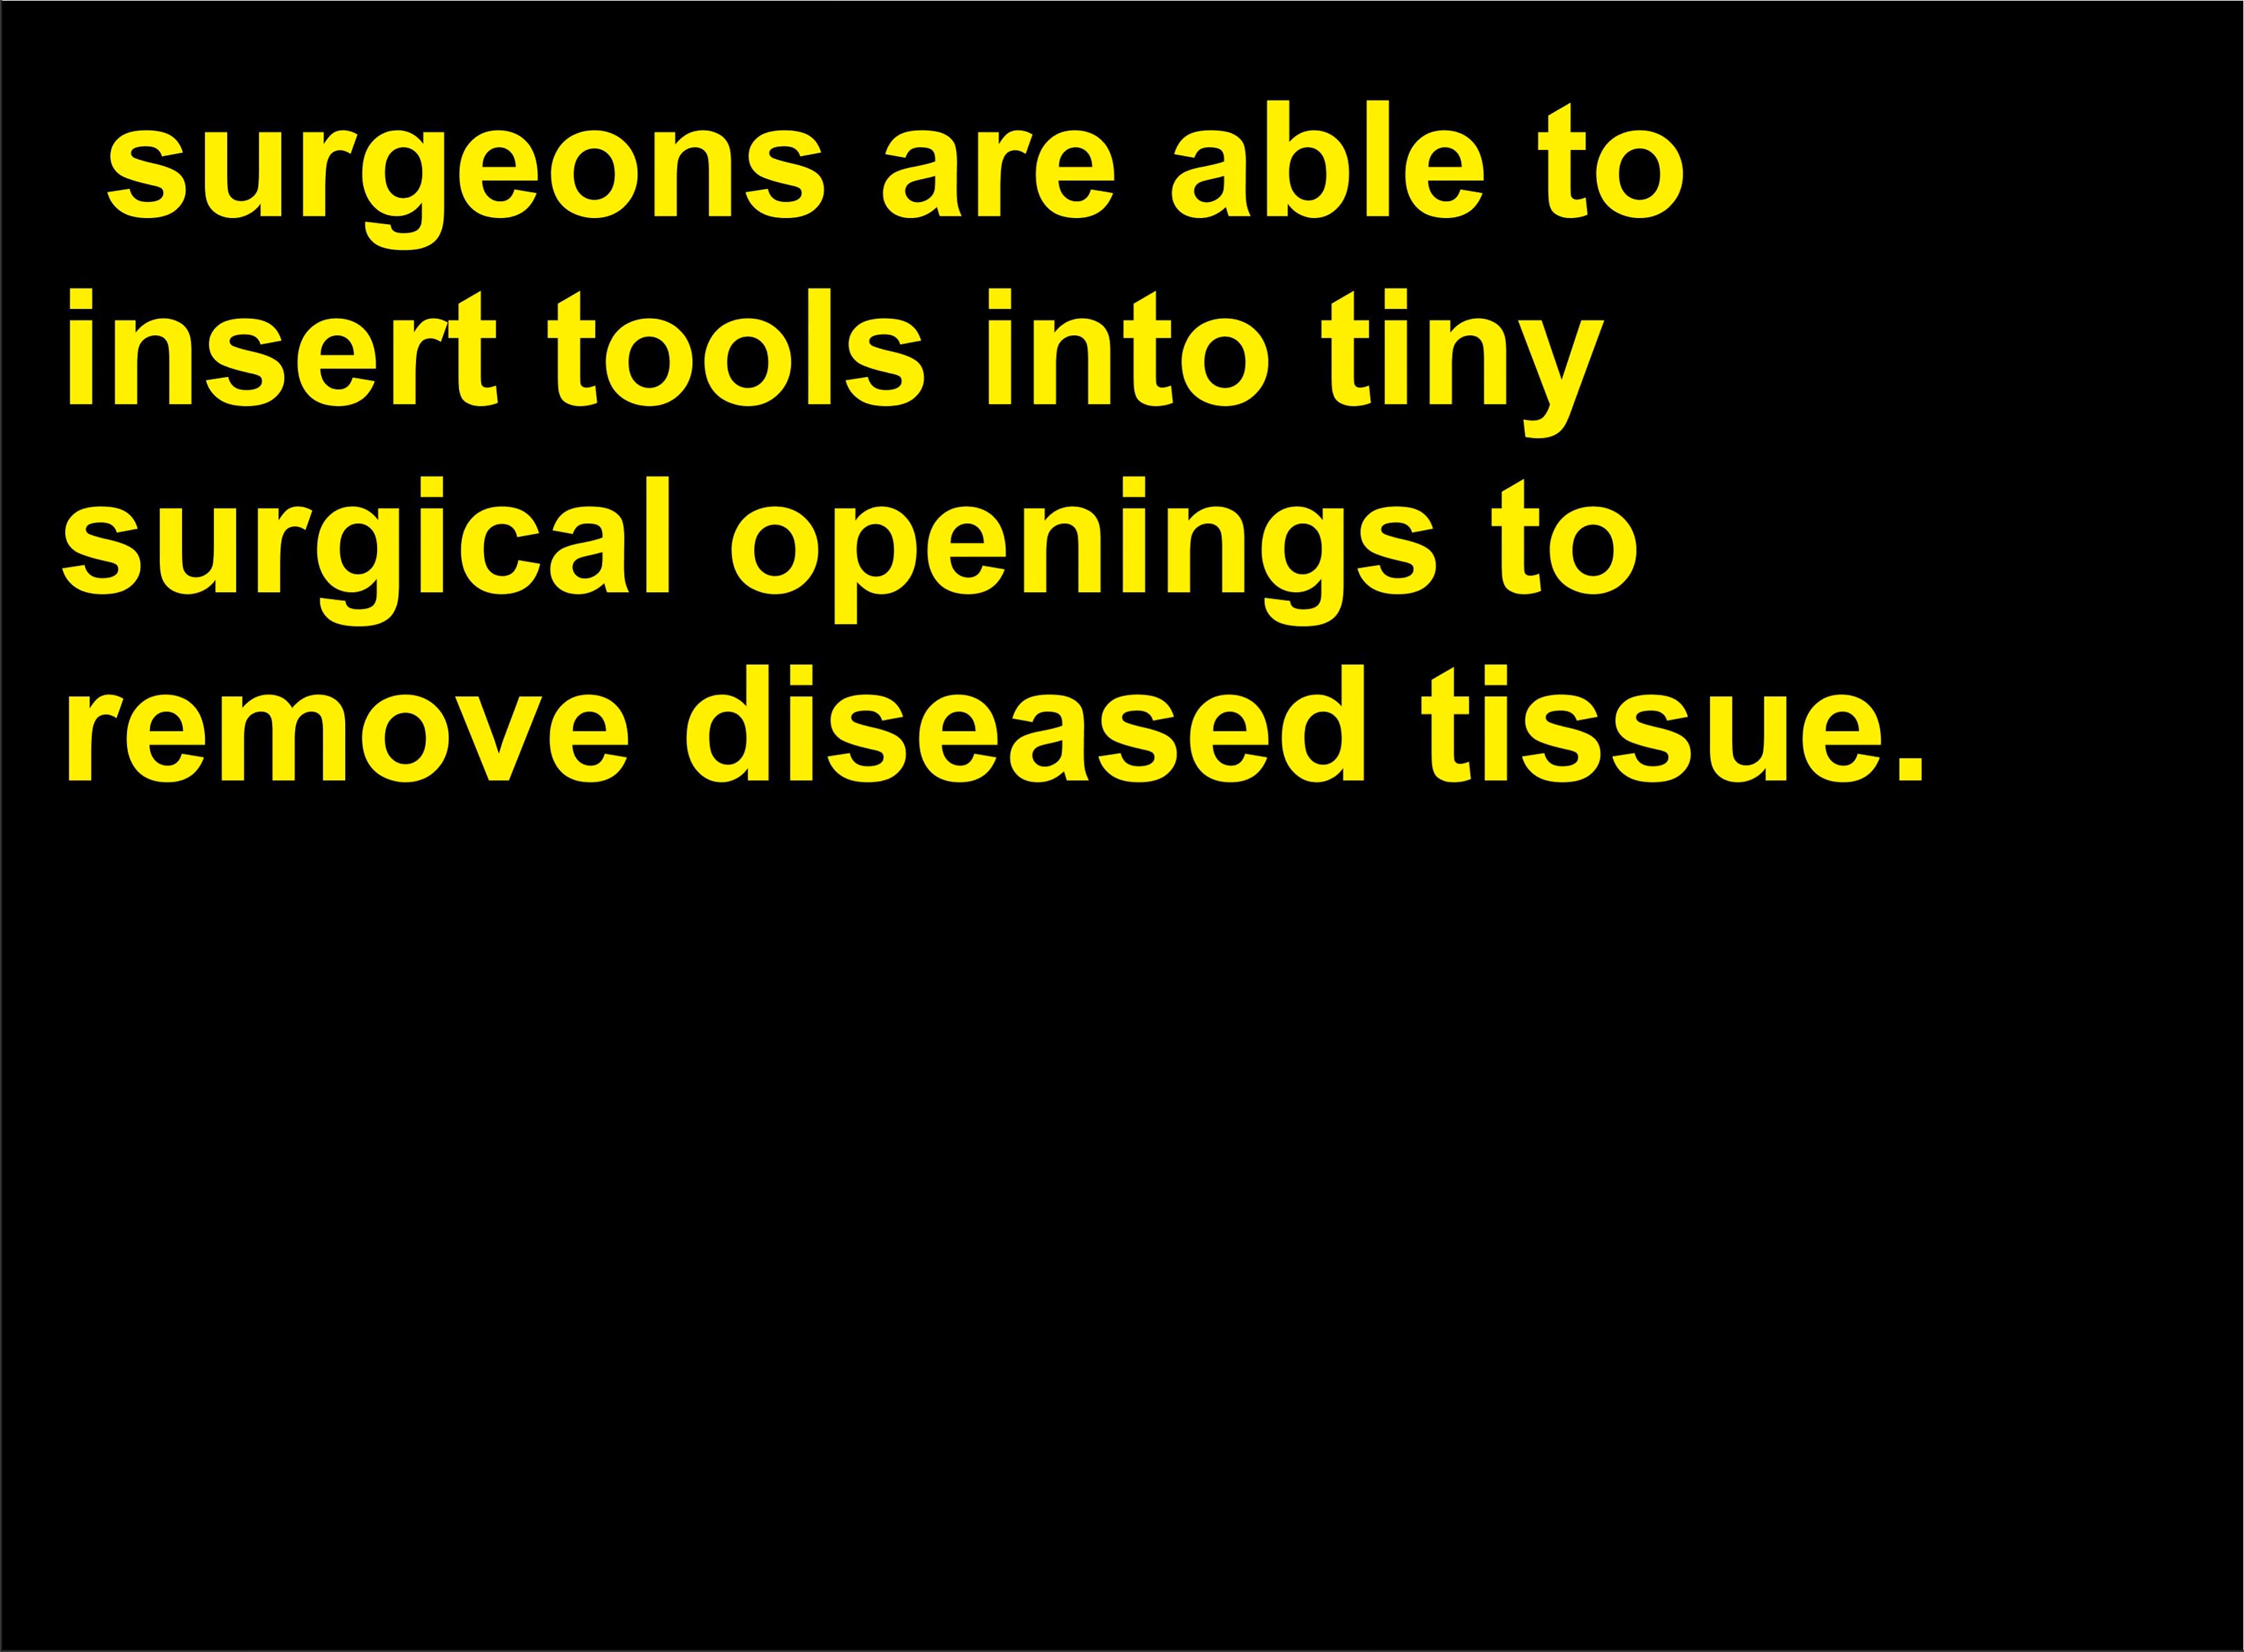 surgeons are able to
insert tools into tiny
surgical openings to
remove diseased tissue.